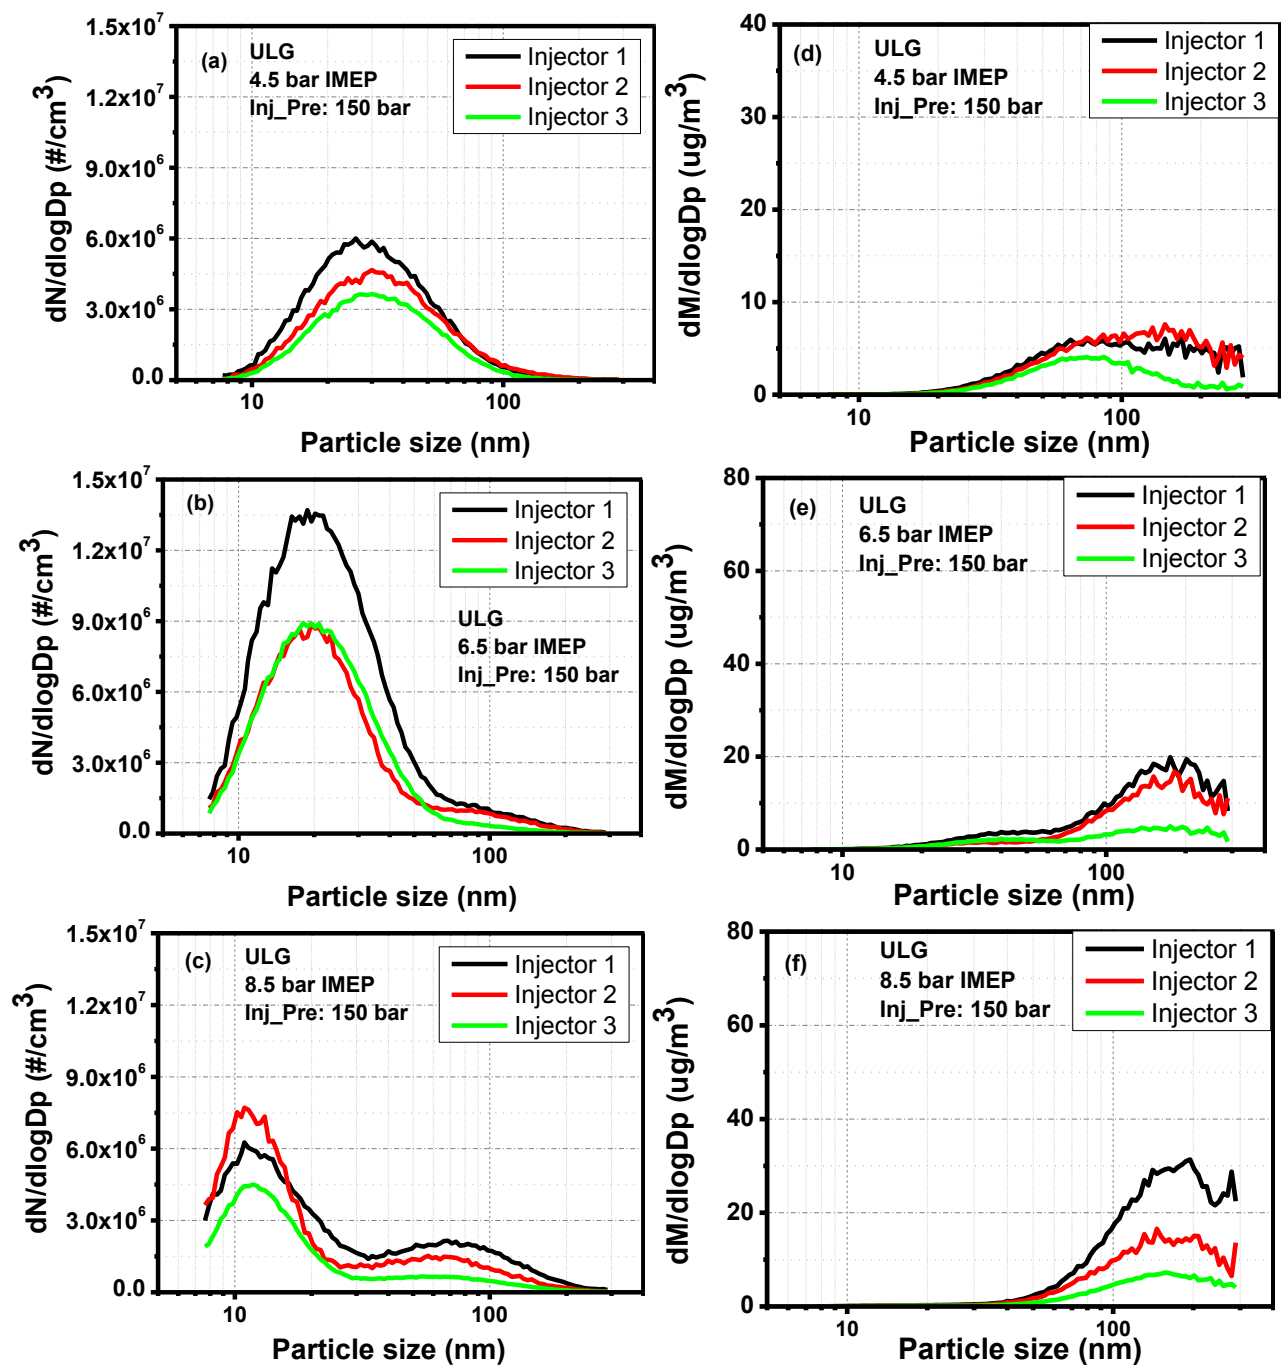 (a)
ULG
4.5 bar IMEP
Inj_Pre: 150 bar
Injector 1
Injector 2
Injector 3
1.5x10^7
1.2x10^7
9.0x10^6
6.0x10^6
3.0x10^6
0.0
dN/dlogDp (#/cm^3)
10
100
Particle size (nm)
(d)
ULG
4.5 bar IMEP
Inj_Pre: 150 bar
Injector 1
Injector 2
Injector 3
40
30
20
10
0
dM/dlogDp (ug/m^3)
10
100
Particle size (nm)
(b)
Injector 1
Injector 2
Injector 3
ULG
6.5 bar IMEP
Inj_Pre: 150 bar
1.5x10^7
1.2x10^7
9.0x10^6
6.0x10^6
3.0x10^6
0.0
dN/dlogDp (#/cm^3)
10
100
Particle size (nm)
(e)
ULG
6.5 bar IMEP
Inj_Pre: 150 bar
Injector 1
Injector 2
Injector 3
80
60
40
20
0
dM/dlogDp (ug/m^3)
10
100
Particle size (nm)
(c)
ULG
8.5 bar IMEP
Inj_Pre: 150 bar
Injector 1
Injector 2
Injector 3
1.5x10^7
1.2x10^7
9.0x10^6
6.0x10^6
3.0x10^6
0.0
dN/dlogDp (#/cm^3)
10
100
Particle size (nm)
(f)
ULG
8.5 bar IMEP
Inj_Pre: 150 bar
Injector 1
Injector 2
Injector 3
80
60
40
20
0
dM/dlogDp (ug/m^3)
10
100
Particle size (nm)